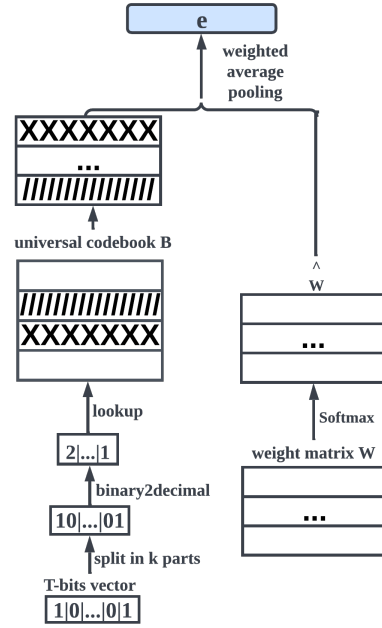 e
weighted
average
pooling
XXXXXXX
...
///////////////
universal codebook B
///////////////
XXXXXXX
^
W
...
lookup
Softmax
2|...|1
weight matrix W
binary2decimal
10|...|01
...
split in k parts
T-bits vector
1|0|...|0|1